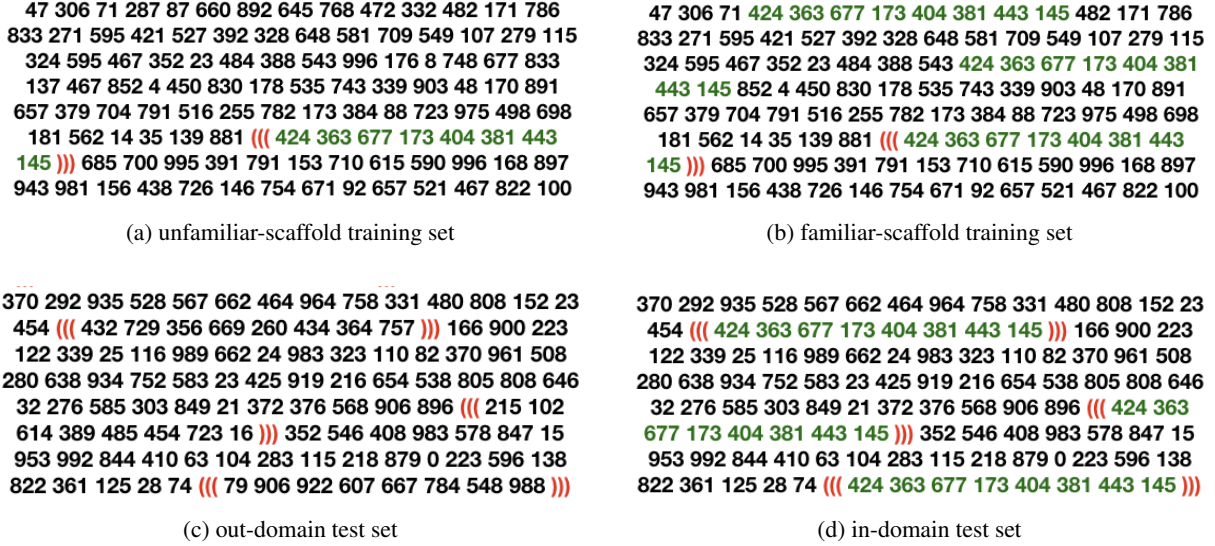 47 306 71 287 87 660 892 645 768 472 332 482 171 786
833 271 595 421 527 392 328 648 581 709 549 107 279 115
324 595 467 352 23 484 388 543 996 176 8 748 677 833
137 467 852 4 450 830 178 535 743 339 903 48 170 891
657 379 704 791 516 255 782 173 384 88 723 975 498 698
181 562 14 35 139 881 ((( 424 363 677 173 404 381 443
145 ))) 685 700 995 391 791 153 710 615 590 996 168 897
943 981 156 438 726 146 754 671 92 657 521 467 822 100
(a) unfamiliar-scaffold training set
47 306 71 424 363 677 173 404 381 443 145 482 171 786
833 271 595 421 527 392 328 648 581 709 549 107 279 115
324 595 467 352 23 484 388 543 424 363 677 173 404 381
443 145 852 4 450 830 178 535 743 339 903 48 170 891
657 379 704 791 516 255 782 173 384 88 723 975 498 698
181 562 14 35 139 881 ((( 424 363 677 173 404 381 443
145 ))) 685 700 995 391 791 153 710 615 590 996 168 897
943 981 156 438 726 146 754 671 92 657 521 467 822 100
(b) familiar-scaffold training set
370 292 935 528 567 662 464 964 758 331 480 808 152 23
454 ((( 432 729 356 669 260 434 364 757 ))) 166 900 223
122 339 25 116 989 662 24 983 323 110 82 370 961 508
280 638 934 752 583 23 425 919 216 654 538 805 808 646
32 276 585 303 849 21 372 376 568 906 896 ((( 215 102
614 389 485 454 723 16 ))) 352 546 408 983 578 847 15
953 992 844 410 63 104 283 115 218 879 0 223 596 138
822 361 125 28 74 ((( 79 906 922 607 667 784 548 988 )))
(c) out-domain test set
370 292 935 528 567 662 464 964 758 331 480 808 152 23
454 ((( 424 363 677 173 404 381 443 145 ))) 166 900 223
122 339 25 116 989 662 24 983 323 110 82 370 961 508
280 638 934 752 583 23 425 919 216 654 538 805 808 646
32 276 585 303 849 21 372 376 568 906 896 ((( 424 363
677 173 404 381 443 145 ))) 352 546 408 983 578 847 15
953 992 844 410 63 104 283 115 218 879 0 223 596 138
822 361 125 28 74 ((( 424 363 677 173 404 381 443 145 )))
(d) in-domain test set